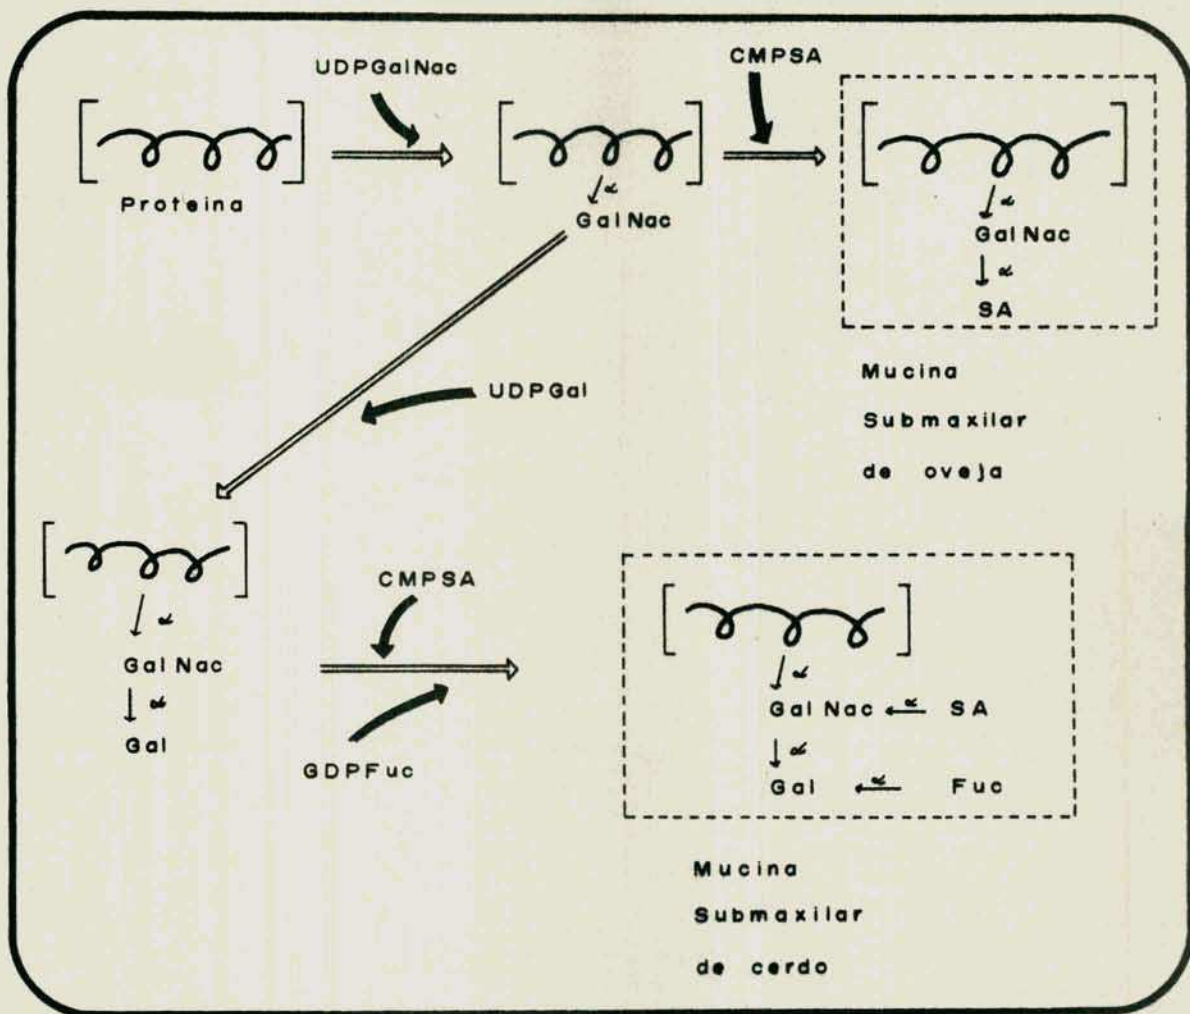 UDPGalNac
CMPSA
Proteina
α
GalNac
α
GalNac
α
SA
UDPGal
Mucina
Submaxilar
de oveja
α
GalNac
α
Gal
CMPSA
GDPFuc
α
GalNac α SA
α
Gal α Fuc
Mucina
Submaxilar
de cerdo